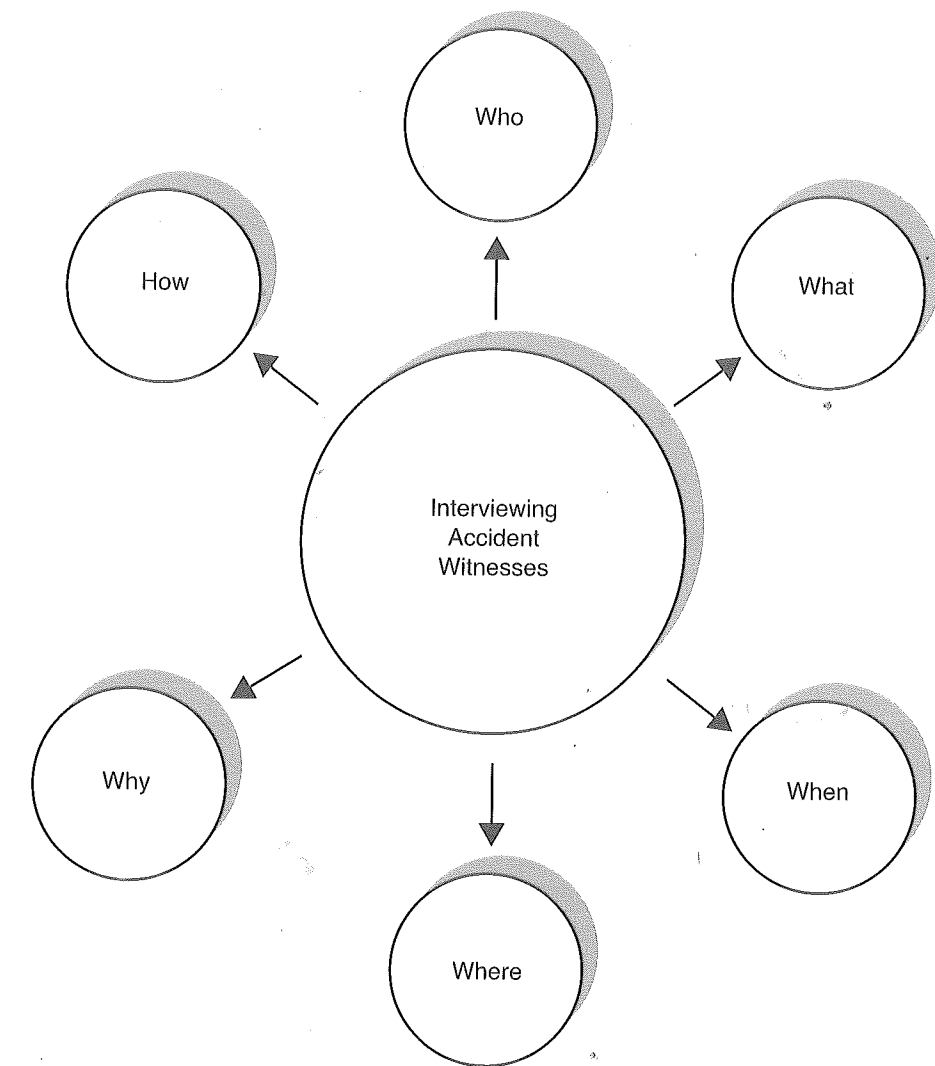 Who
How
What
Interviewing
Accident
Witnesses
Why
When
Where